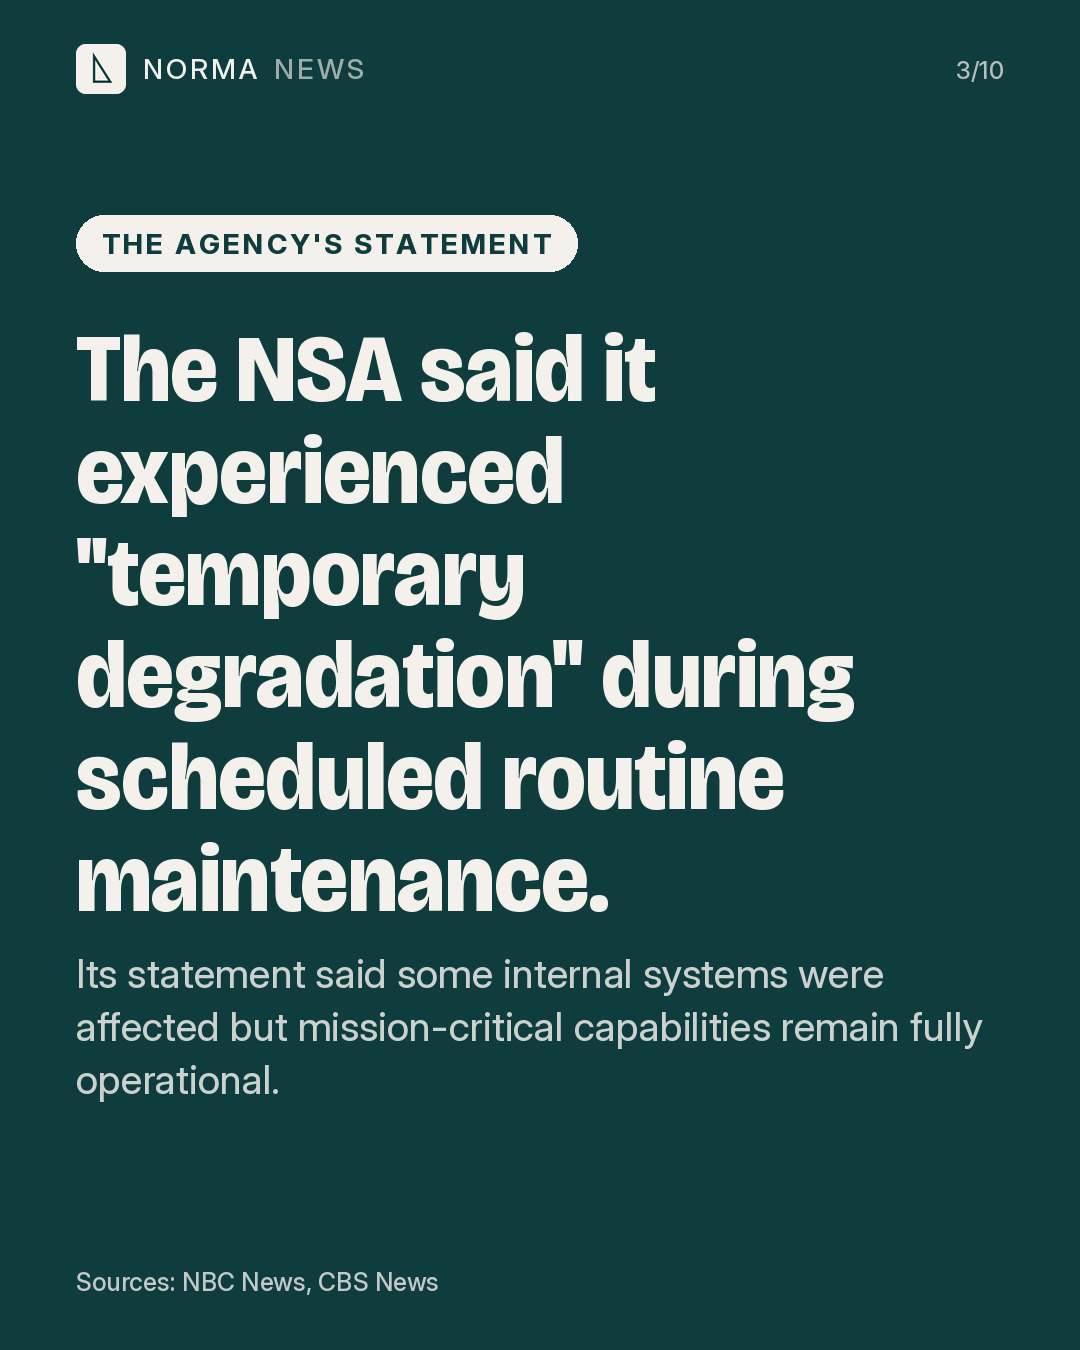 NORMA NEWS
3/10
THE AGENCY'S STATEMENT
The NSA said it
experienced
"temporary
degradation" during
scheduled routine
maintenance.
Its statement said some internal systems were
affected but mission-critical capabilities remain fully
operational.
Sources: NBC News, CBS News